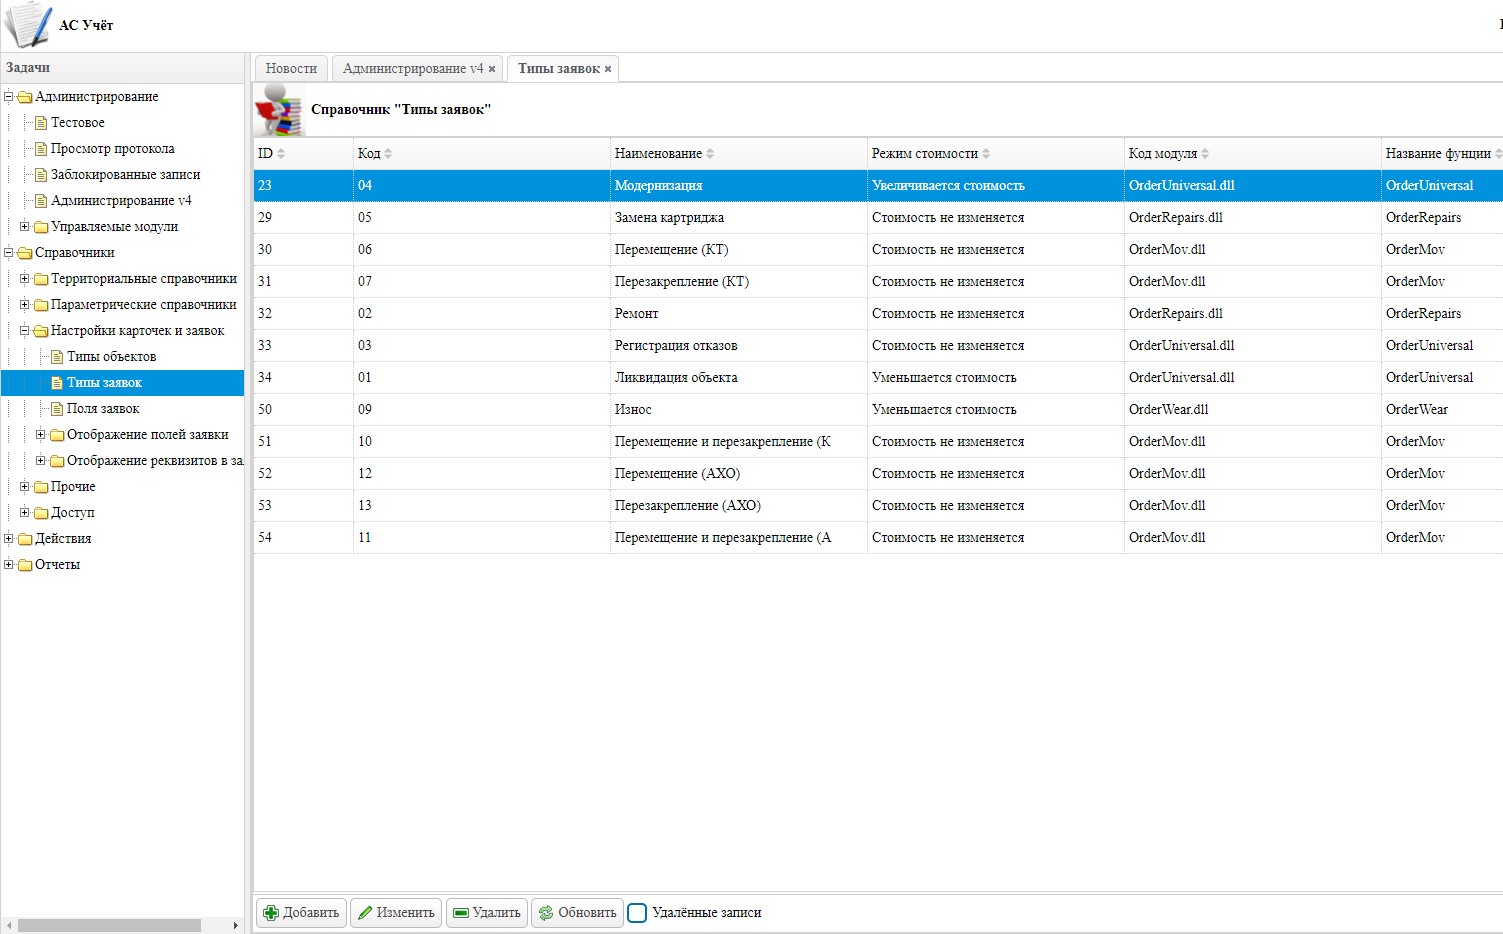 АС Учёт
Задачи
Администрирование
Тестовое
Просмотр протокола
Заблокированные записи
Администрирование v4
Управляемые модули
Справочники
Территориальные справочники
Параметрические справочники
Настройки карточек и заявок
Типы объектов
Типы заявок
Поля заявок
Отображение полей заявки
Отображение реквизитов в за
Прочие
Доступ
Действия
Отчеты
Новости Администрирование v4 × Типы заявок ×
Справочник "Типы заявок"
ID Код Наименование Режим стоимости Код модуля Название фунции
23 04 Модернизация Увеличивается стоимость OrderUniversal.dll OrderUniversal
29 05 Замена картриджа Стоимость не изменяется OrderRepairs.dll OrderRepairs
30 06 Перемещение (КТ) Стоимость не изменяется OrderMov.dll OrderMov
31 07 Перезакрепление (КТ) Стоимость не изменяется OrderMov.dll OrderMov
32 02 Ремонт Стоимость не изменяется OrderRepairs.dll OrderRepairs
33 03 Регистрация отказов Стоимость не изменяется OrderUniversal.dll OrderUniversal
34 01 Ликвидация объекта Уменьшается стоимость OrderUniversal.dll OrderUniversal
50 09 Износ Уменьшается стоимость OrderWear.dll OrderWear
51 10 Перемещение и перезакрепление (К Стоимость не изменяется OrderMov.dll OrderMov
52 12 Перемещение (АХО) Стоимость не изменяется OrderMov.dll OrderMov
53 13 Перезакрепление (АХО) Стоимость не изменяется OrderMov.dll OrderMov
54 11 Перемещение и перезакрепление (А Стоимость не изменяется OrderMov.dll OrderMov
Добавить Изменить Удалить Обновить Удалённые записи